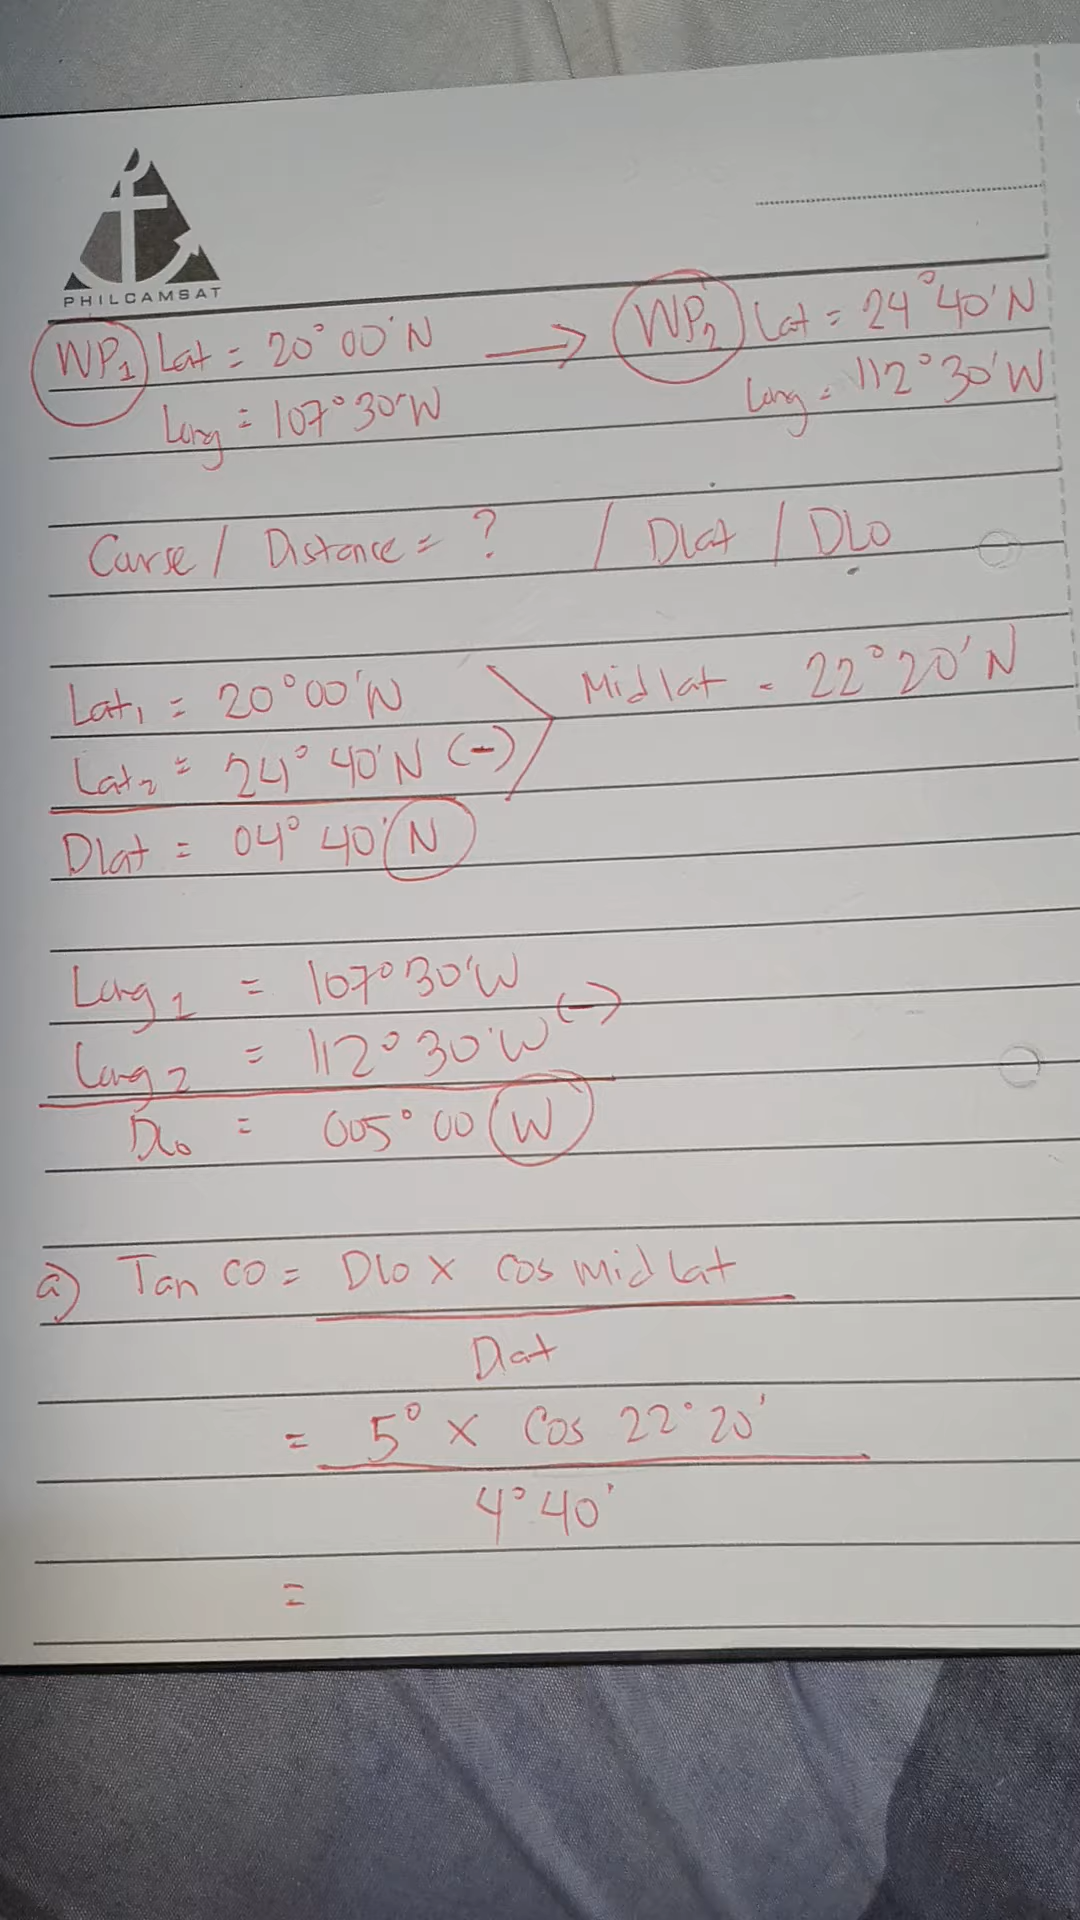 PHILCAMSAT
WP1 Lat = 20°00'N → WP2 Lat = 24°40'N
Long = 107°30'W Long = 112°30'W
Course / Distance = ? / Dlat / DLo
Lat1 = 20°00'N Midlat = 22°20'N
Lat2 = 24°40'N (-)
Dlat = 04°40'N
Long1 = 107°30'W
Long2 = 112°30'W (-)
DLo = 005°00 W
a) Tan CO = DLo x Cos Mid Lat
DLat
= 5° x Cos 22°20'
4°40'
=